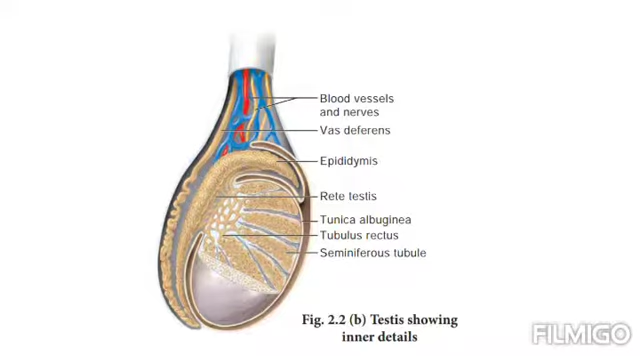 Blood vessels
and nerves
Vas deferens
Epididymis
Rete testis
Tunica albuginea
Tubulus rectus
Seminiferous tubule
Fig. 2.2 (b) Testis showing
inner details
FILMIGO